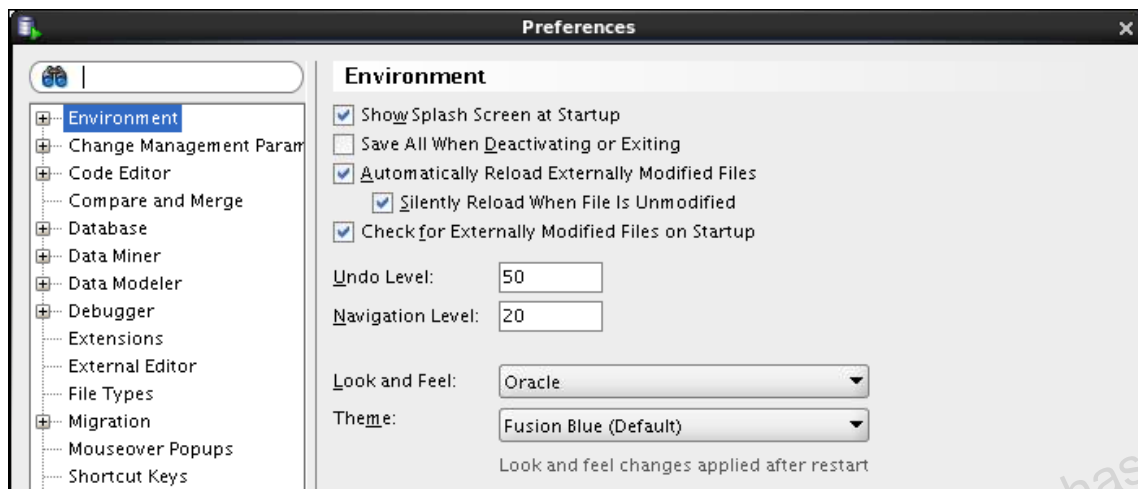 Preferences
Environment
Change Management Param
Code Editor
Compare and Merge
Database
Data Miner
Data Modeler
Debugger
Extensions
External Editor
File Types
Migration
Mouseover Popups
Shortcut Keys
Environment
Show Splash Screen at Startup
Save All When Deactivating or Exiting
Automatically Reload Externally Modified Files
Silently Reload When File Is Unmodified
Check for Externally Modified Files on Startup
Undo Level: 50
Navigation Level: 20
Look and Feel: Oracle
Theme: Fusion Blue (Default)
Look and feel changes applied after restart